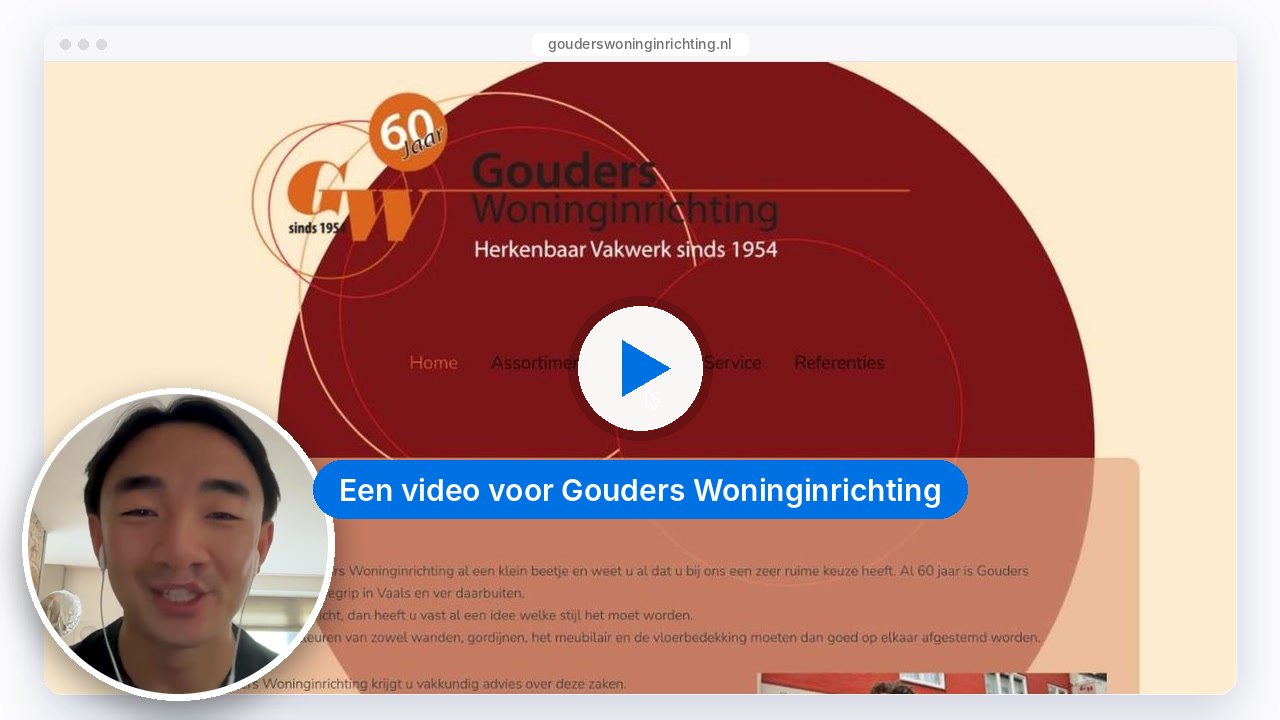 gouderswoninginrichting.nl
60
Jaar
GW
sinds 1954
Gouders
Woninginrichting
Herkenbaar Vakwerk sinds 1954
Home Service Referenties
Een video voor Gouders Woninginrichting
Woninginrichting al een klein beetje en weet u al dat u bij ons een zeer ruime keuze heeft. Al 60 jaar is Gouders
in Vaals en ver daarbuiten.
dan heeft u vast al een idee welke stijl het moet worden.
van zowel wanden, gordijnen, het meubilair en de vloerbedekking moeten dan goed op elkaar afgestemd worden.
Woninginrichting krijgt u vakkundig advies over deze zaken.